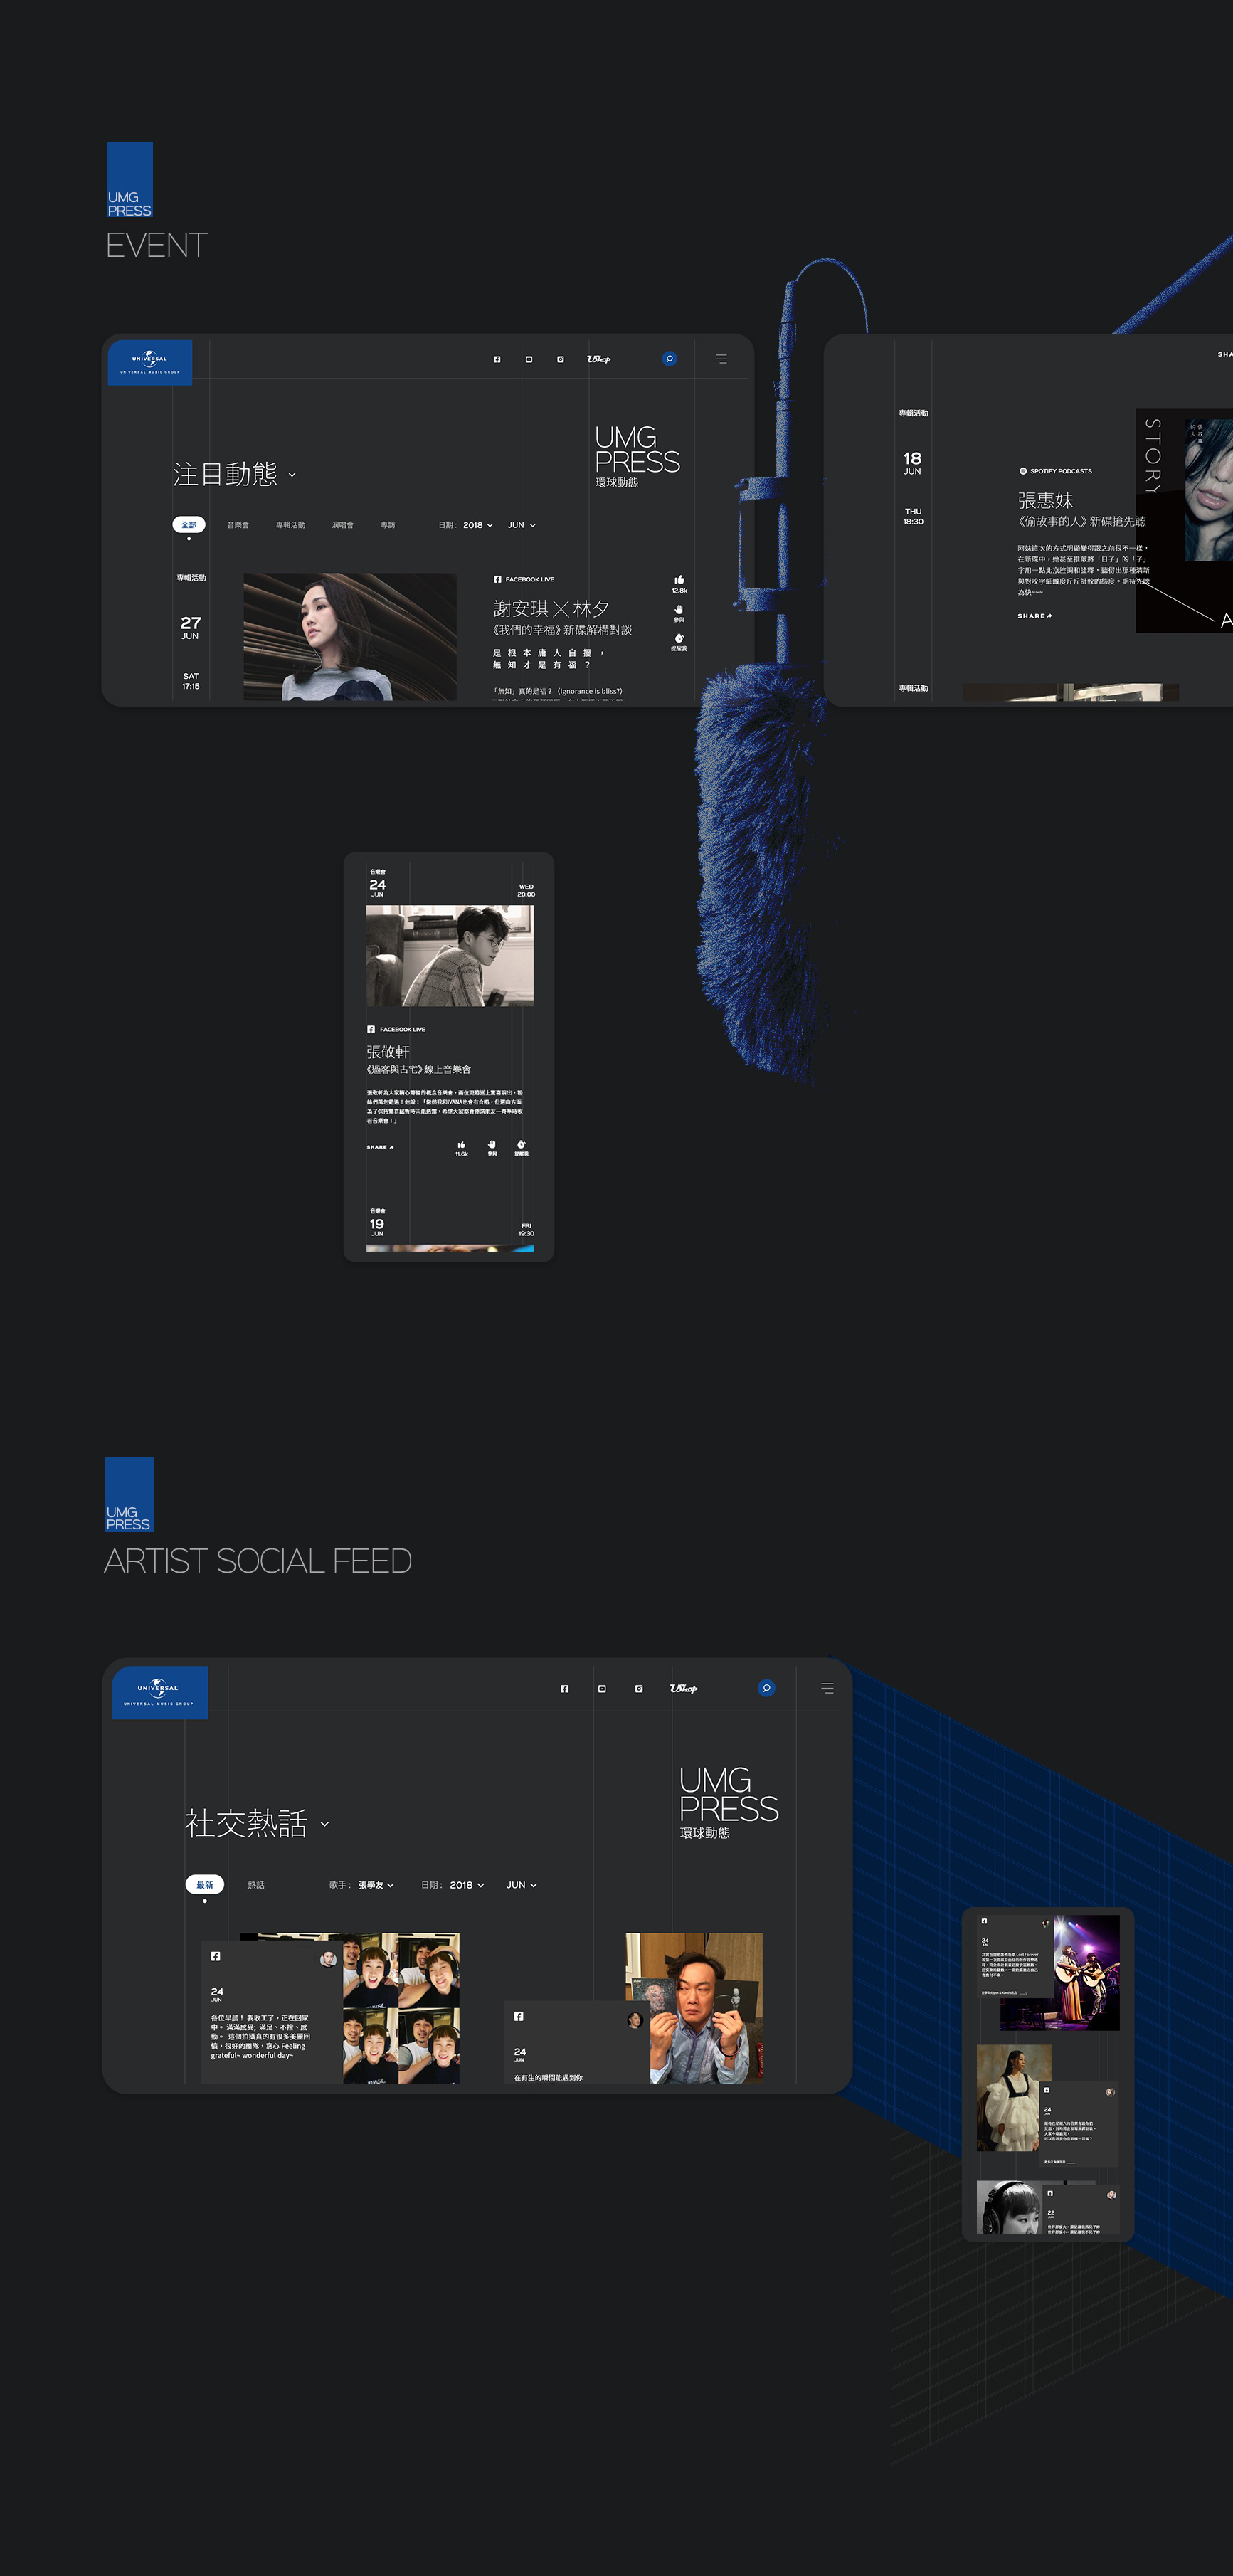 UMG
PRESS
EVENT
UNIVERSAL
UNIVERSAL MUSIC GROUP
UShop
UMG
PRESS
環球動態
注目動態
全部
音樂會
專輯活動
演唱會
專訪
日期 :
2018
JUN
專輯活動
27
JUN
SAT
17:15
FACEBOOK LIVE
謝安琪╳林夕
《我們的幸福》新碟解構對談
是根本庸人自擾，
無知才是有福？
「無知」真的是福？（Ignorance is bliss?）
12.8k
參與
提醒我
專輯活動
18
JUN
THU
18:30
SPOTIFY PODCASTS
張惠妹
《偷故事的人》新碟搶先聽
阿妹這次的方式明顯變得跟之前很不一樣，
在新碟中，她甚至推敲將「日子」的「子」
字用一點北京腔調和詮釋，聽得出那種清晰
與對咬字細緻度斤斤計較的態度。期待先聽
為快~~~
SHARE
STORY
專輯活動
音樂會
24
JUN
WED
20:00
FACEBOOK LIVE
張敬軒
《過客與古宅》線上音樂會
看音樂會！」
SHARE
11.6k
參與
提醒我
音樂會
19
JUN
FRI
19:30
UMG
PRESS
ARTIST SOCIAL FEED
UNIVERSAL
UNIVERSAL MUSIC GROUP
UShop
UMG
PRESS
環球動態
社交熱話
最新
熱話
歌手 :
張學友
日期 :
2018
JUN
24
JUN
各位早晨！ 我收工了，正在回家
中。 滿滿感受; 滿足、不捨、感
動。 這個拍攝真的有很多美麗回
憶，很好的團隊，窩心 Feeling
grateful~ wonderful day~
24
JUN
在有生的瞬間能遇到你
24
JUN
24
JUN
22
JUN